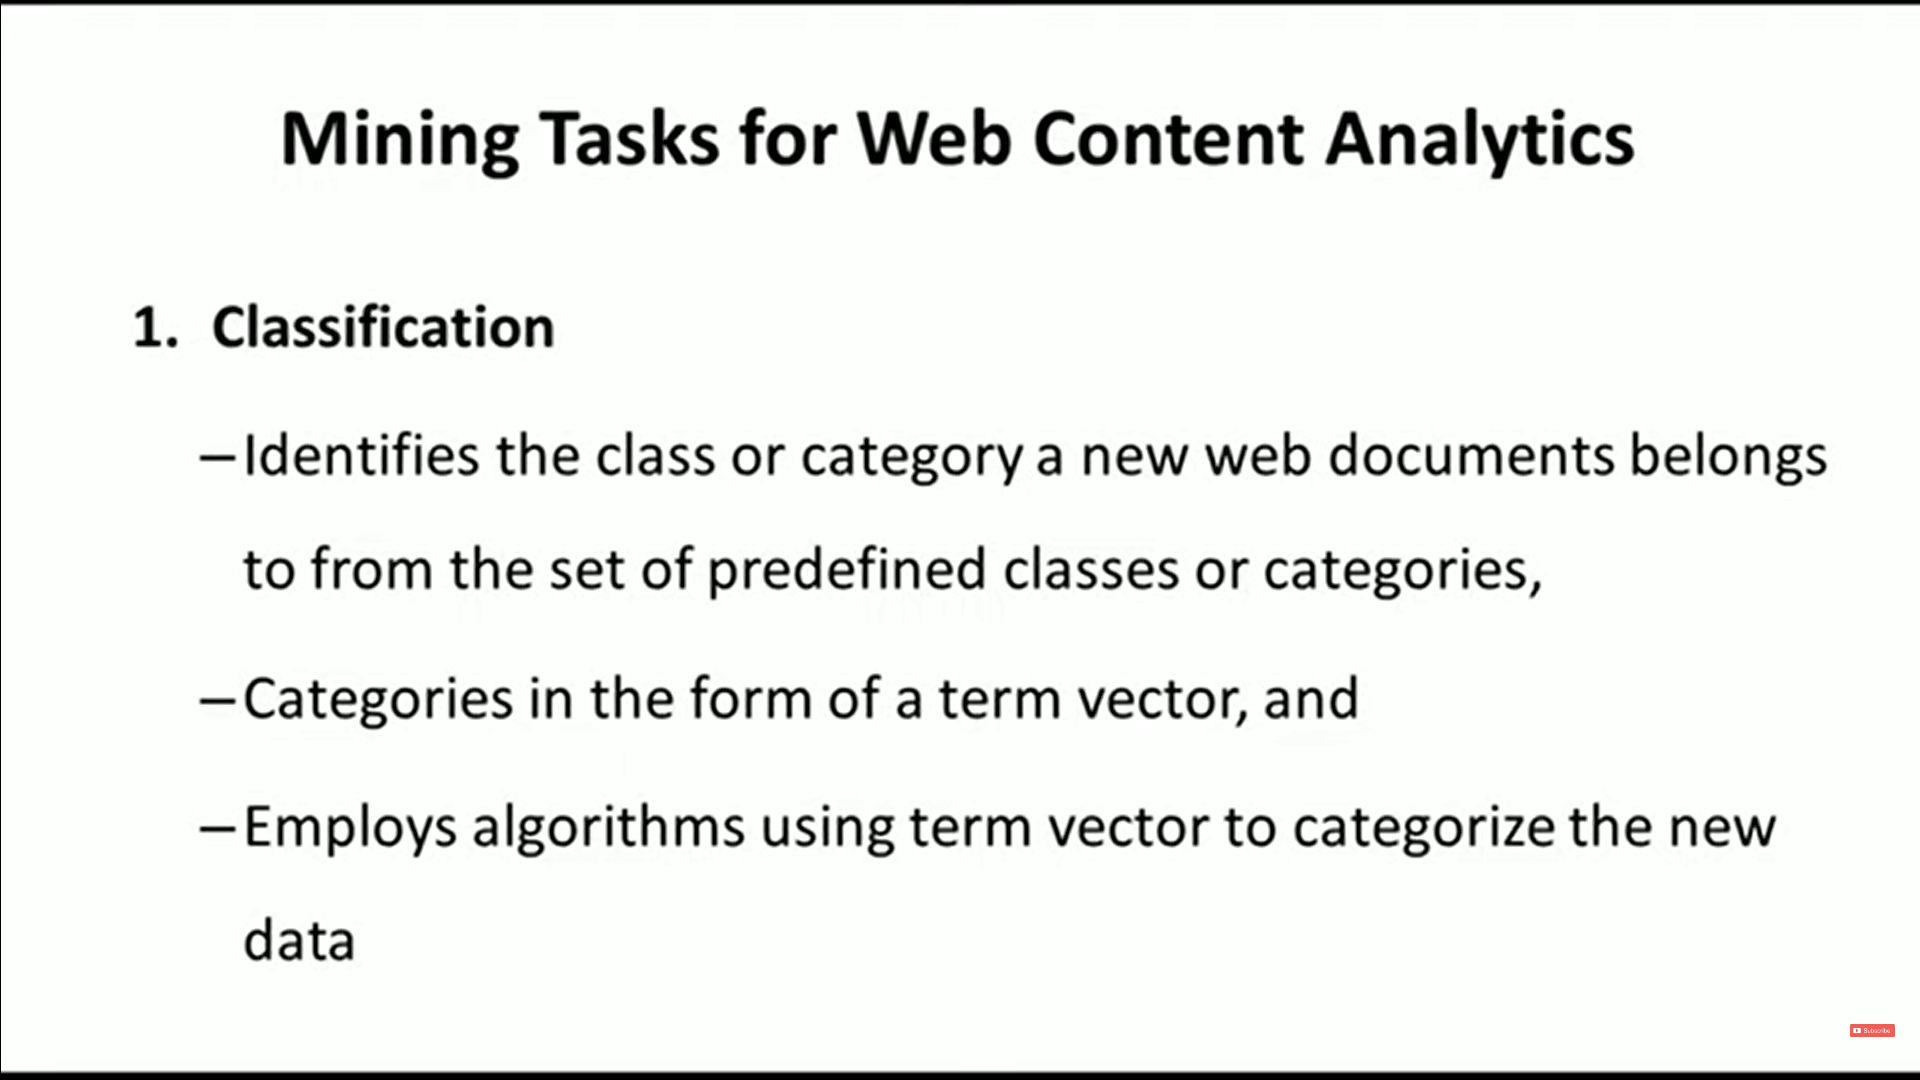 Mining Tasks for Web Content Analytics
1. Classification
–Identifies the class or category a new web documents belongs
to from the set of predefined classes or categories,
–Categories in the form of a term vector, and
–Employs algorithms using term vector to categorize the new
data
Subscribe